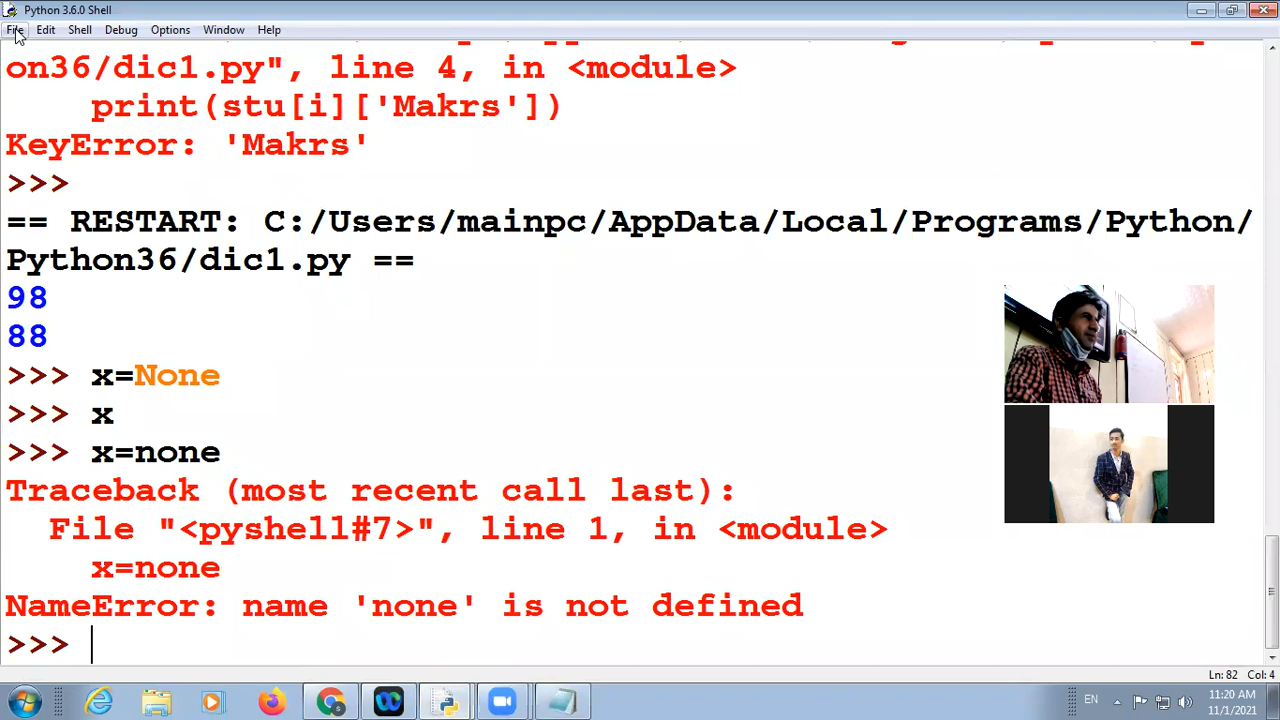 Python 3.6.0 Shell
File Edit Shell Debug Options Window Help
on36/dic1.py", line 4, in <module>
print(stu[i]['Makrs'])
KeyError: 'Makrs'
>>>
== RESTART: C:/Users/mainpc/AppData/Local/Programs/Python/
Python36/dic1.py ==
98
88
>>> x=None
>>> x
>>> x=none
Traceback (most recent call last):
File "<pyshell#7>", line 1, in <module>
x=none
NameError: name 'none' is not defined
>>>
Ln: 82 Col: 4
EN
11:20 AM
11/1/2021